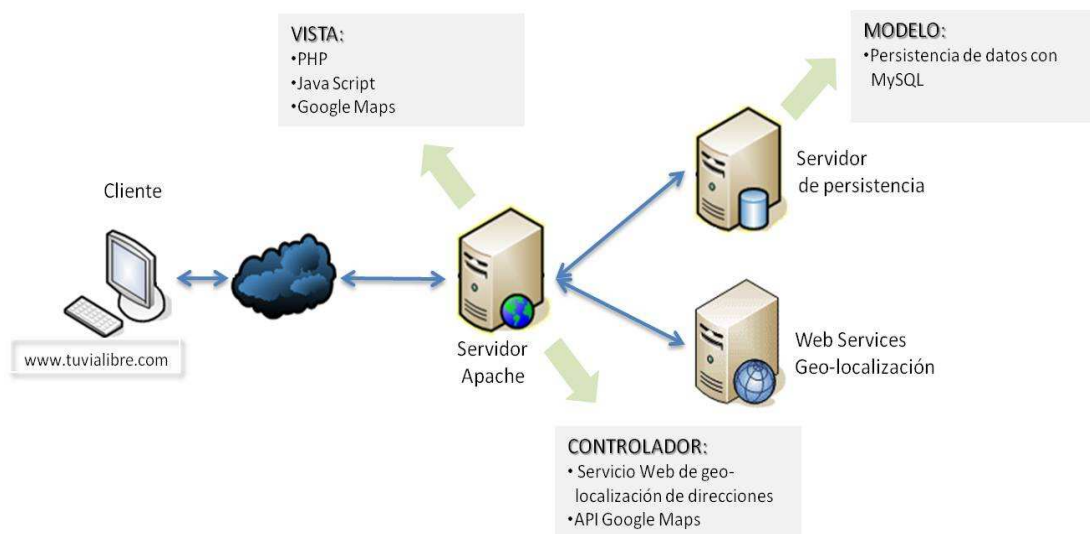 VISTA:
•PHP
•Java Script
•Google Maps
MODELO:
•Persistencia de datos con
MySQL
Servidor
de persistencia
Cliente
www.tuvialibre.com
Servidor
Apache
Web Services
Geo-localización
CONTROLADOR:
• Servicio Web de geo-
localización de direcciones
•API Google Maps